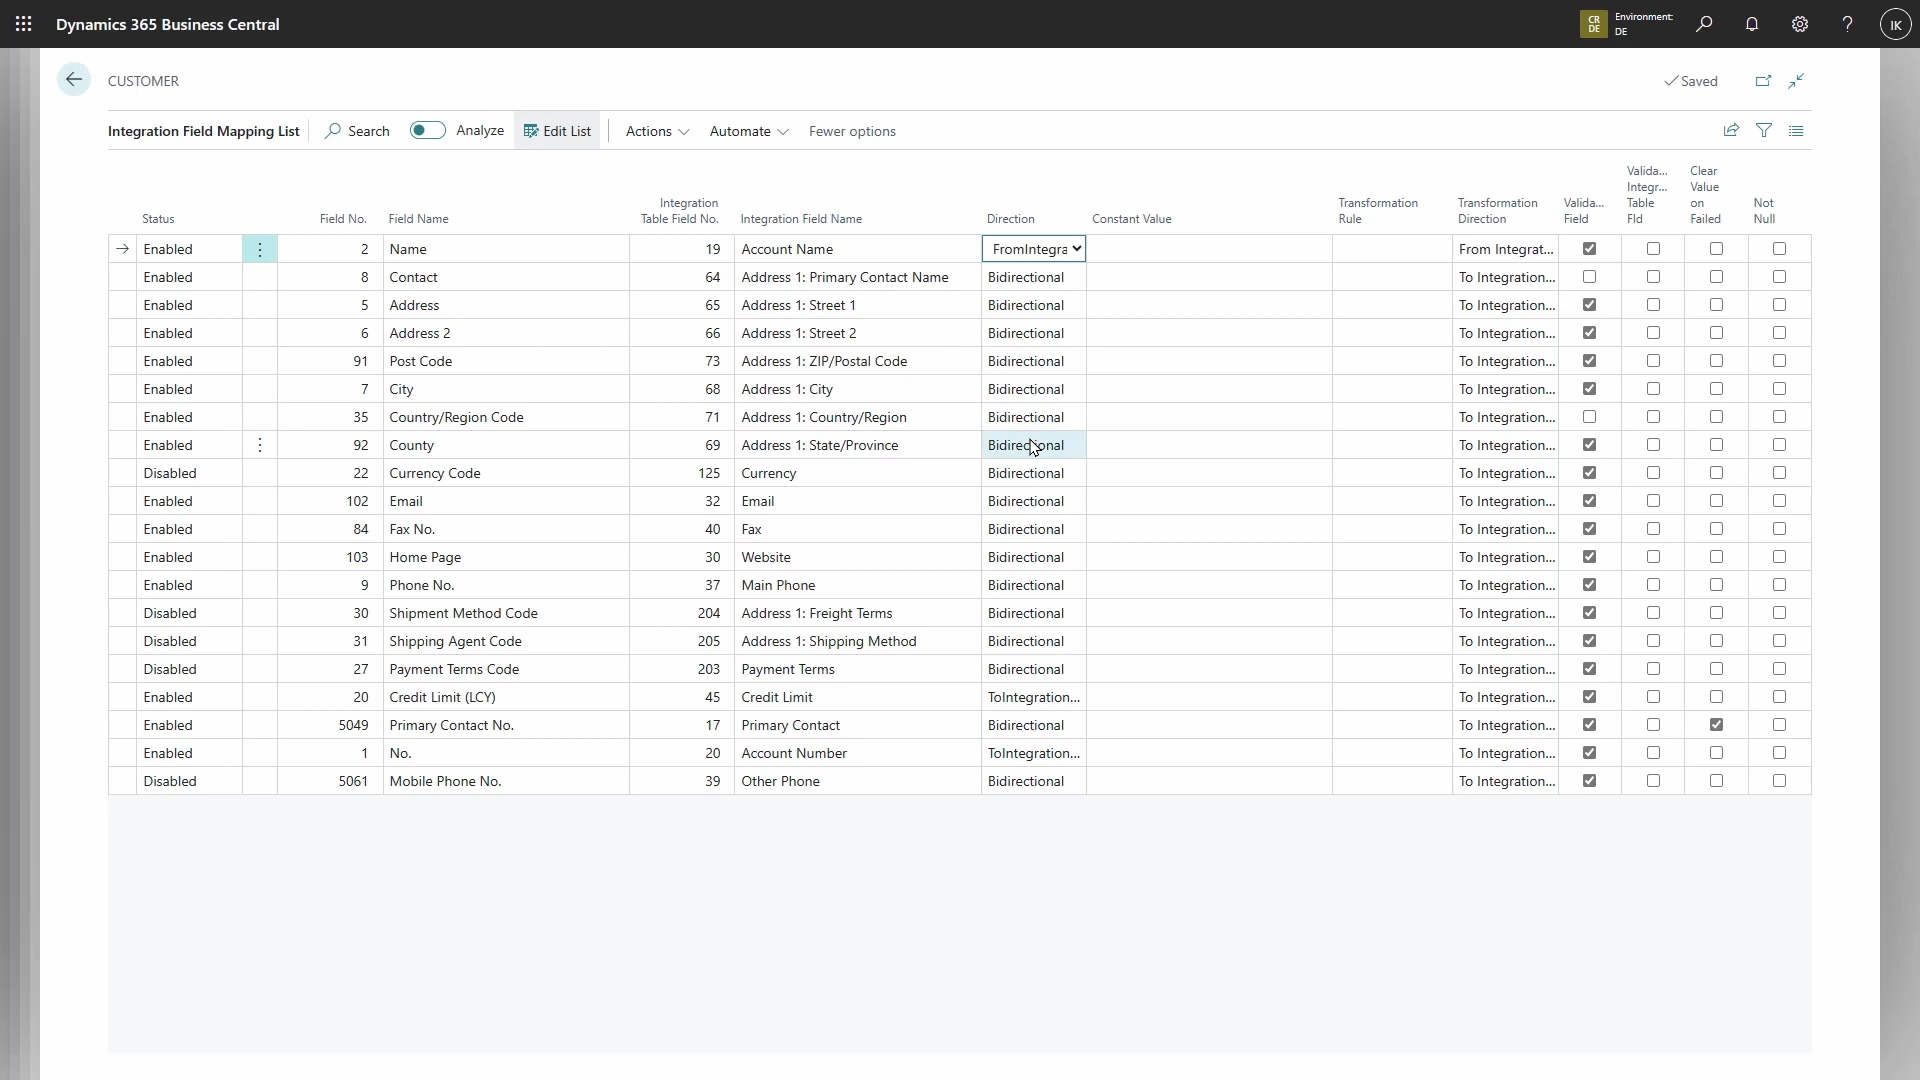 Dynamics 365 Business Central
CR
DE
Environment:
DE
IK
CUSTOMER
Saved
Integration Field Mapping List
Search
Analyze
Edit List
Actions
Automate
Fewer options
Status
Field No.
Field Name
Integration
Table Field No.
Integration Field Name
Direction
Constant Value
Transformation
Rule
Transformation
Direction
Valida...
Field
Valida...
Integr...
Table
Fld
Clear
Value
on
Failed
Not
Null
Enabled 2 Name 19 Account Name FromIntegra From Integrat...
Enabled 8 Contact 64 Address 1: Primary Contact Name Bidirectional To Integration...
Enabled 5 Address 65 Address 1: Street 1 Bidirectional To Integration...
Enabled 6 Address 2 66 Address 1: Street 2 Bidirectional To Integration...
Enabled 91 Post Code 73 Address 1: ZIP/Postal Code Bidirectional To Integration...
Enabled 7 City 68 Address 1: City Bidirectional To Integration...
Enabled 35 Country/Region Code 71 Address 1: Country/Region Bidirectional To Integration...
Enabled 92 County 69 Address 1: State/Province Bidirectional To Integration...
Disabled 22 Currency Code 125 Currency Bidirectional To Integration...
Enabled 102 Email 32 Email Bidirectional To Integration...
Enabled 84 Fax No. 40 Fax Bidirectional To Integration...
Enabled 103 Home Page 30 Website Bidirectional To Integration...
Enabled 9 Phone No. 37 Main Phone Bidirectional To Integration...
Disabled 30 Shipment Method Code 204 Address 1: Freight Terms Bidirectional To Integration...
Disabled 31 Shipping Agent Code 205 Address 1: Shipping Method Bidirectional To Integration...
Disabled 27 Payment Terms Code 203 Payment Terms Bidirectional To Integration...
Enabled 20 Credit Limit (LCY) 45 Credit Limit ToIntegration... To Integration...
Enabled 5049 Primary Contact No. 17 Primary Contact Bidirectional To Integration...
Enabled 1 No. 20 Account Number ToIntegration... To Integration...
Disabled 5061 Mobile Phone No. 39 Other Phone Bidirectional To Integration...